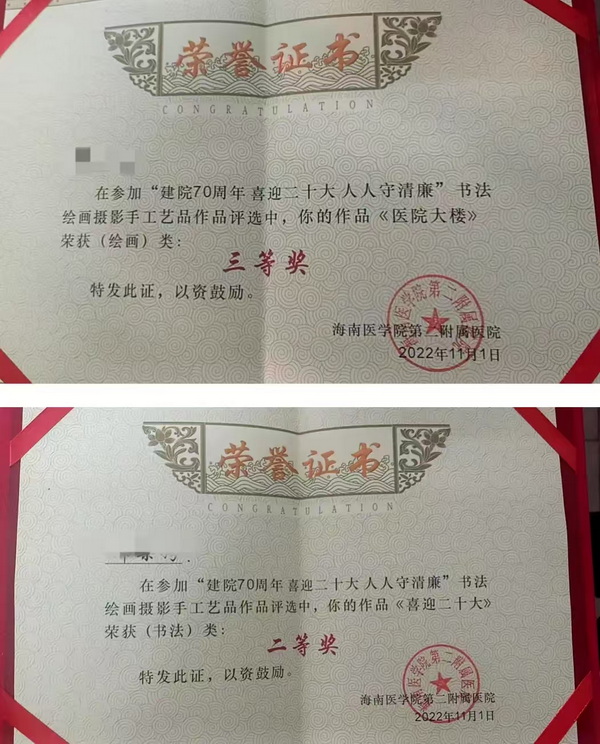 荣誉证书
CONGRATULATION
在参加“建院70周年 喜迎二十大 人人守清廉”书法
绘画摄影手工艺品作品评选中，你的作品《医院大楼》
荣获（绘画）类：
三等奖
特发此证，以资鼓励。
海南医学院第二附属医院
2022年11月1日
荣誉证书
CONGRATULATION
在参加“建院70周年 喜迎二十大 人人守清廉”书法
绘画摄影手工艺品作品评选中，你的作品《喜迎二十大》
荣获（书法）类：
二等奖
特发此证，以资鼓励。
海南医学院第二附属医院
2022年11月1日